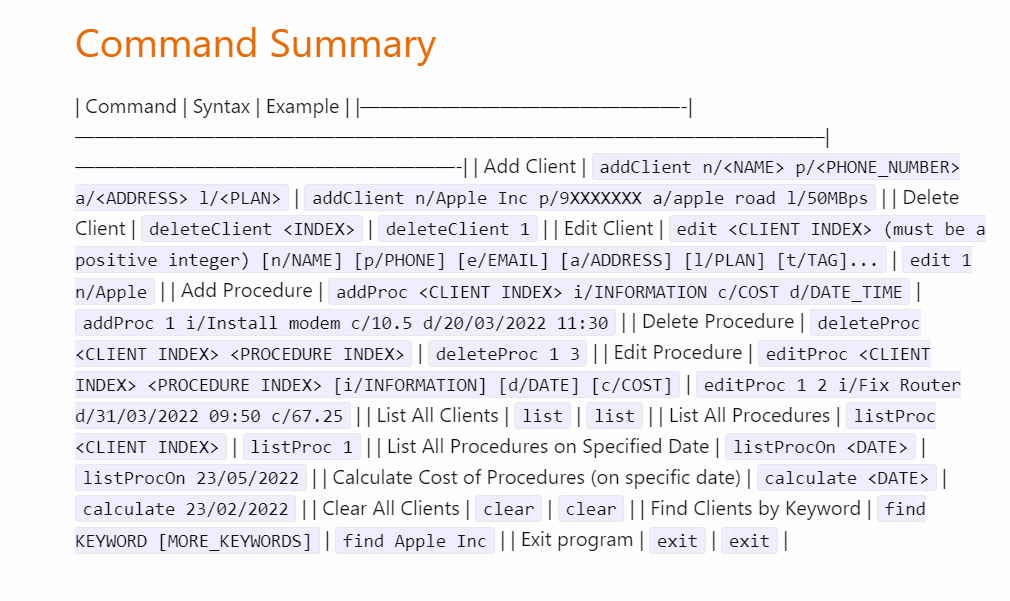 Command Summary
| Command | Syntax | Example | |————————————————-|
—————————————————————————————————————–|
———————————————————-| | Add Client | addClient n/<NAME> p/<PHONE_NUMBER>
a/<ADDRESS> l/<PLAN> | addClient n/Apple Inc p/9XXXXXXX a/apple road l/50MBps | | Delete
Client | deleteClient <INDEX> | deleteClient 1 | | Edit Client | edit <CLIENT INDEX> (must be a
positive integer) [n/NAME] [p/PHONE] [e/EMAIL] [a/ADDRESS] [l/PLAN] [t/TAG]... | edit 1
n/Apple | | Add Procedure | addProc <CLIENT INDEX> i/INFORMATION c/COST d/DATE_TIME |
addProc 1 i/Install modem c/10.5 d/20/03/2022 11:30 | | Delete Procedure | deleteProc
<CLIENT INDEX> <PROCEDURE INDEX> | deleteProc 1 3 | | Edit Procedure | editProc <CLIENT
INDEX> <PROCEDURE INDEX> [i/INFORMATION] [d/DATE] [c/COST] | editProc 1 2 i/Fix Router
d/31/03/2022 09:50 c/67.25 | | List All Clients | list | list | | List All Procedures | listProc
<CLIENT INDEX> | listProc 1 | | List All Procedures on Specified Date | listProcOn <DATE> |
listProcOn 23/05/2022 | | Calculate Cost of Procedures (on specific date) | calculate <DATE> |
calculate 23/02/2022 | | Clear All Clients | clear | clear | | Find Clients by Keyword | find
KEYWORD [MORE_KEYWORDS] | find Apple Inc | | Exit program | exit | exit |